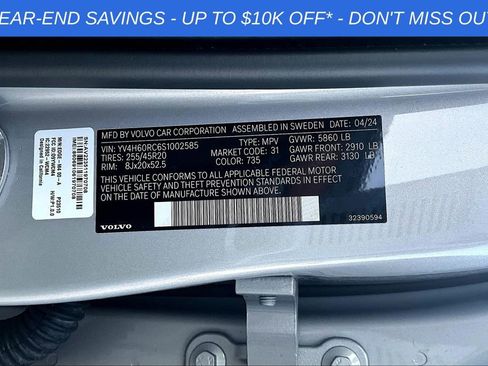 EAR-END SAVINGS - UP TO $10K OFF* - DON'T MISS OU
MFD BY VOLVO CAR CORPORATION. ASSEMBLED IN SWEDEN 04/24
VIN: YV4H60RC6S1002585 TYPE: MPV GVWR: 5860 LB
TIRES: 255/45R20 MARKET CODE: 31 GAWR FRONT: 2910 LB
RIM: 8Jx20x52.5 COLOR: 735 GAWR REAR: 3130 LB
THIS VEHICLE CONFORMS TO ALL APPLICABLE FEDERAL MOTOR
VEHICLE SAFETY, BUMPER, AND THEFT PREVENTION STANDARDS
IN EFFECT ON THE DATE OF MANUFACTURE SHOWN ABOVE.
VOLVO 32390594